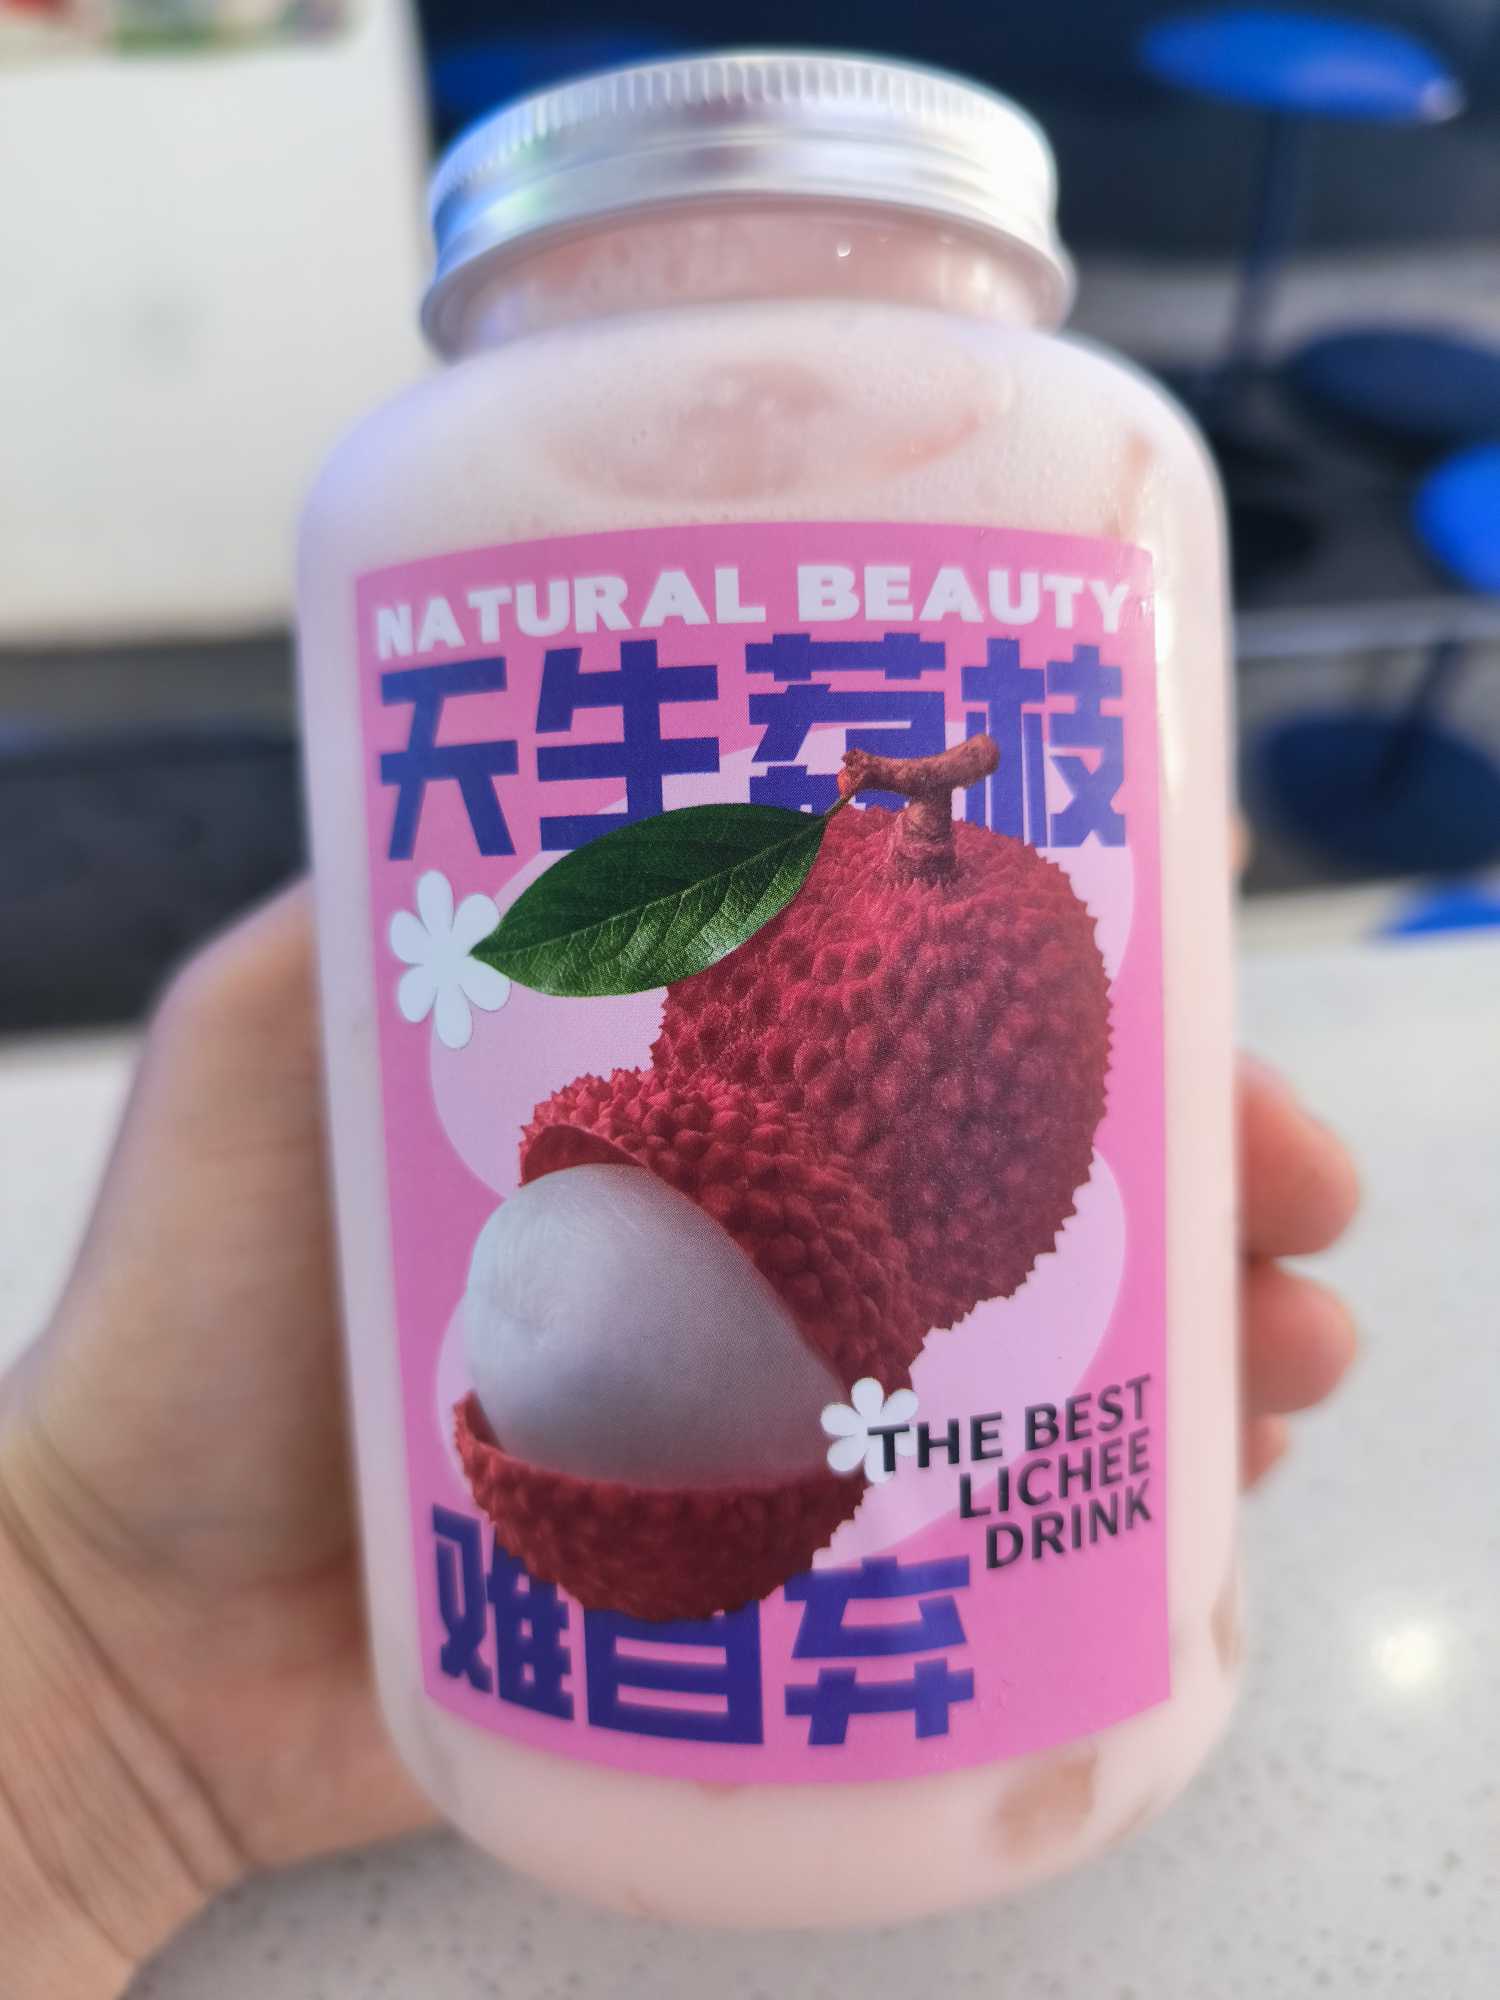 NATURAL BEAUTY
天生荔枝
THE BEST
LICHEE
DRINK
难自弃